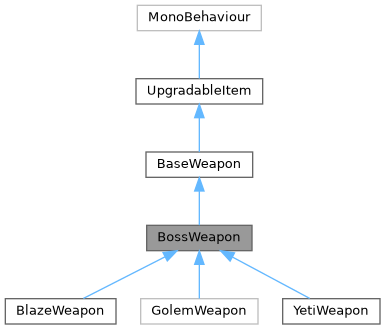 MonoBehaviour
UpgradableItem
BaseWeapon
BossWeapon
BlazeWeapon
GolemWeapon
YetiWeapon